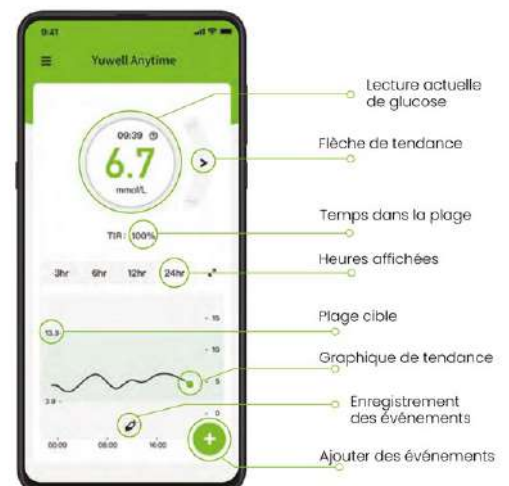 9:41
Yuwell Anytime
09:39
6.7
mmol/L
TIR: 100%
3hr 6hr 12hr 24hr
13.3
- 15
- 10
5
3.9 -
- 0
00:00 08:00 16:00
+
Lecture actuelle
de glucose
Flèche de tendance
Temps dans la plage
Heures affichées
Plage cible
Graphique de tendance
Enregistrement
des événements
Ajouter des événements